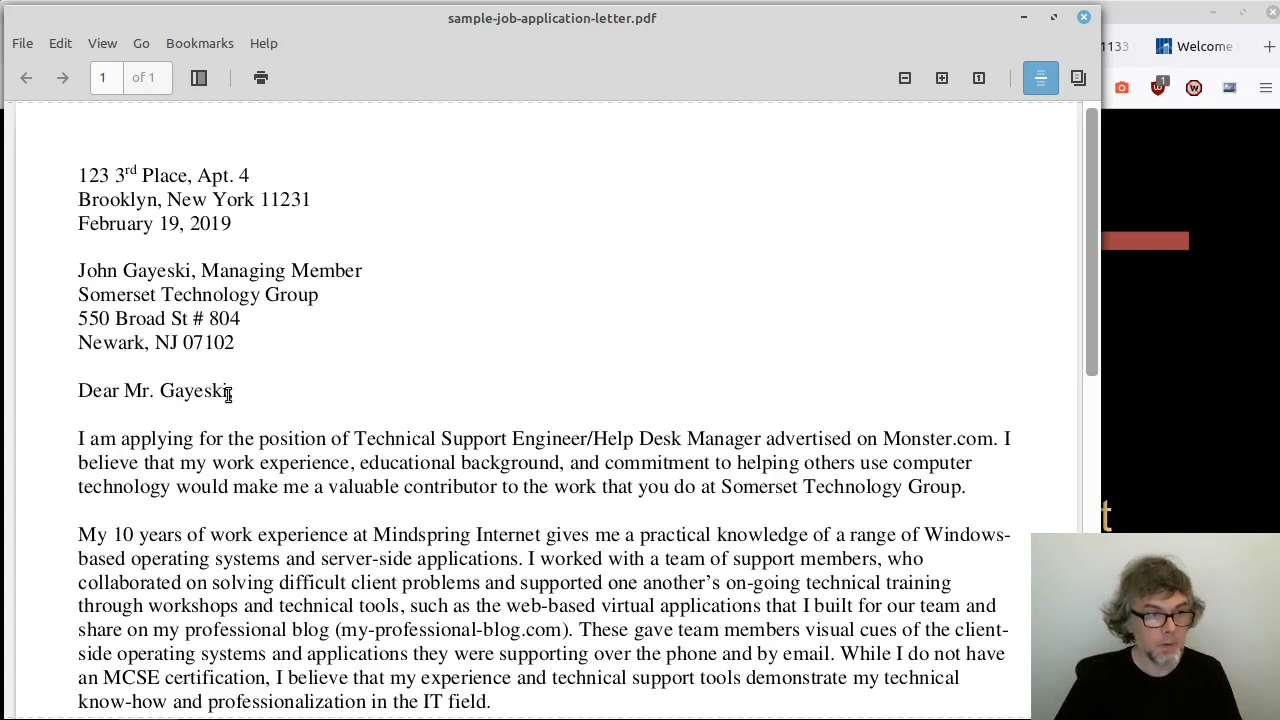 sample-job-application-letter.pdf
File Edit View Go Bookmarks Help
1133
Welcome
1 of 1
1
1
123 3rd Place, Apt. 4
Brooklyn, New York 11231
February 19, 2019
John Gayeski, Managing Member
Somerset Technology Group
550 Broad St # 804
Newark, NJ 07102
Dear Mr. Gayeski,
I am applying for the position of Technical Support Engineer/Help Desk Manager advertised on Monster.com. I
believe that my work experience, educational background, and commitment to helping others use computer
technology would make me a valuable contributor to the work that you do at Somerset Technology Group.
My 10 years of work experience at Mindspring Internet gives me a practical knowledge of a range of Windows-
based operating systems and server-side applications. I worked with a team of support members, who
collaborated on solving difficult client problems and supported one another’s on-going technical training
through workshops and technical tools, such as the web-based virtual applications that I built for our team and
share on my professional blog (my-professional-blog.com). These gave team members visual cues of the client-
side operating systems and applications they were supporting over the phone and by email. While I do not have
an MCSE certification, I believe that my experience and technical support tools demonstrate my technical
know-how and professionalization in the IT field.
t